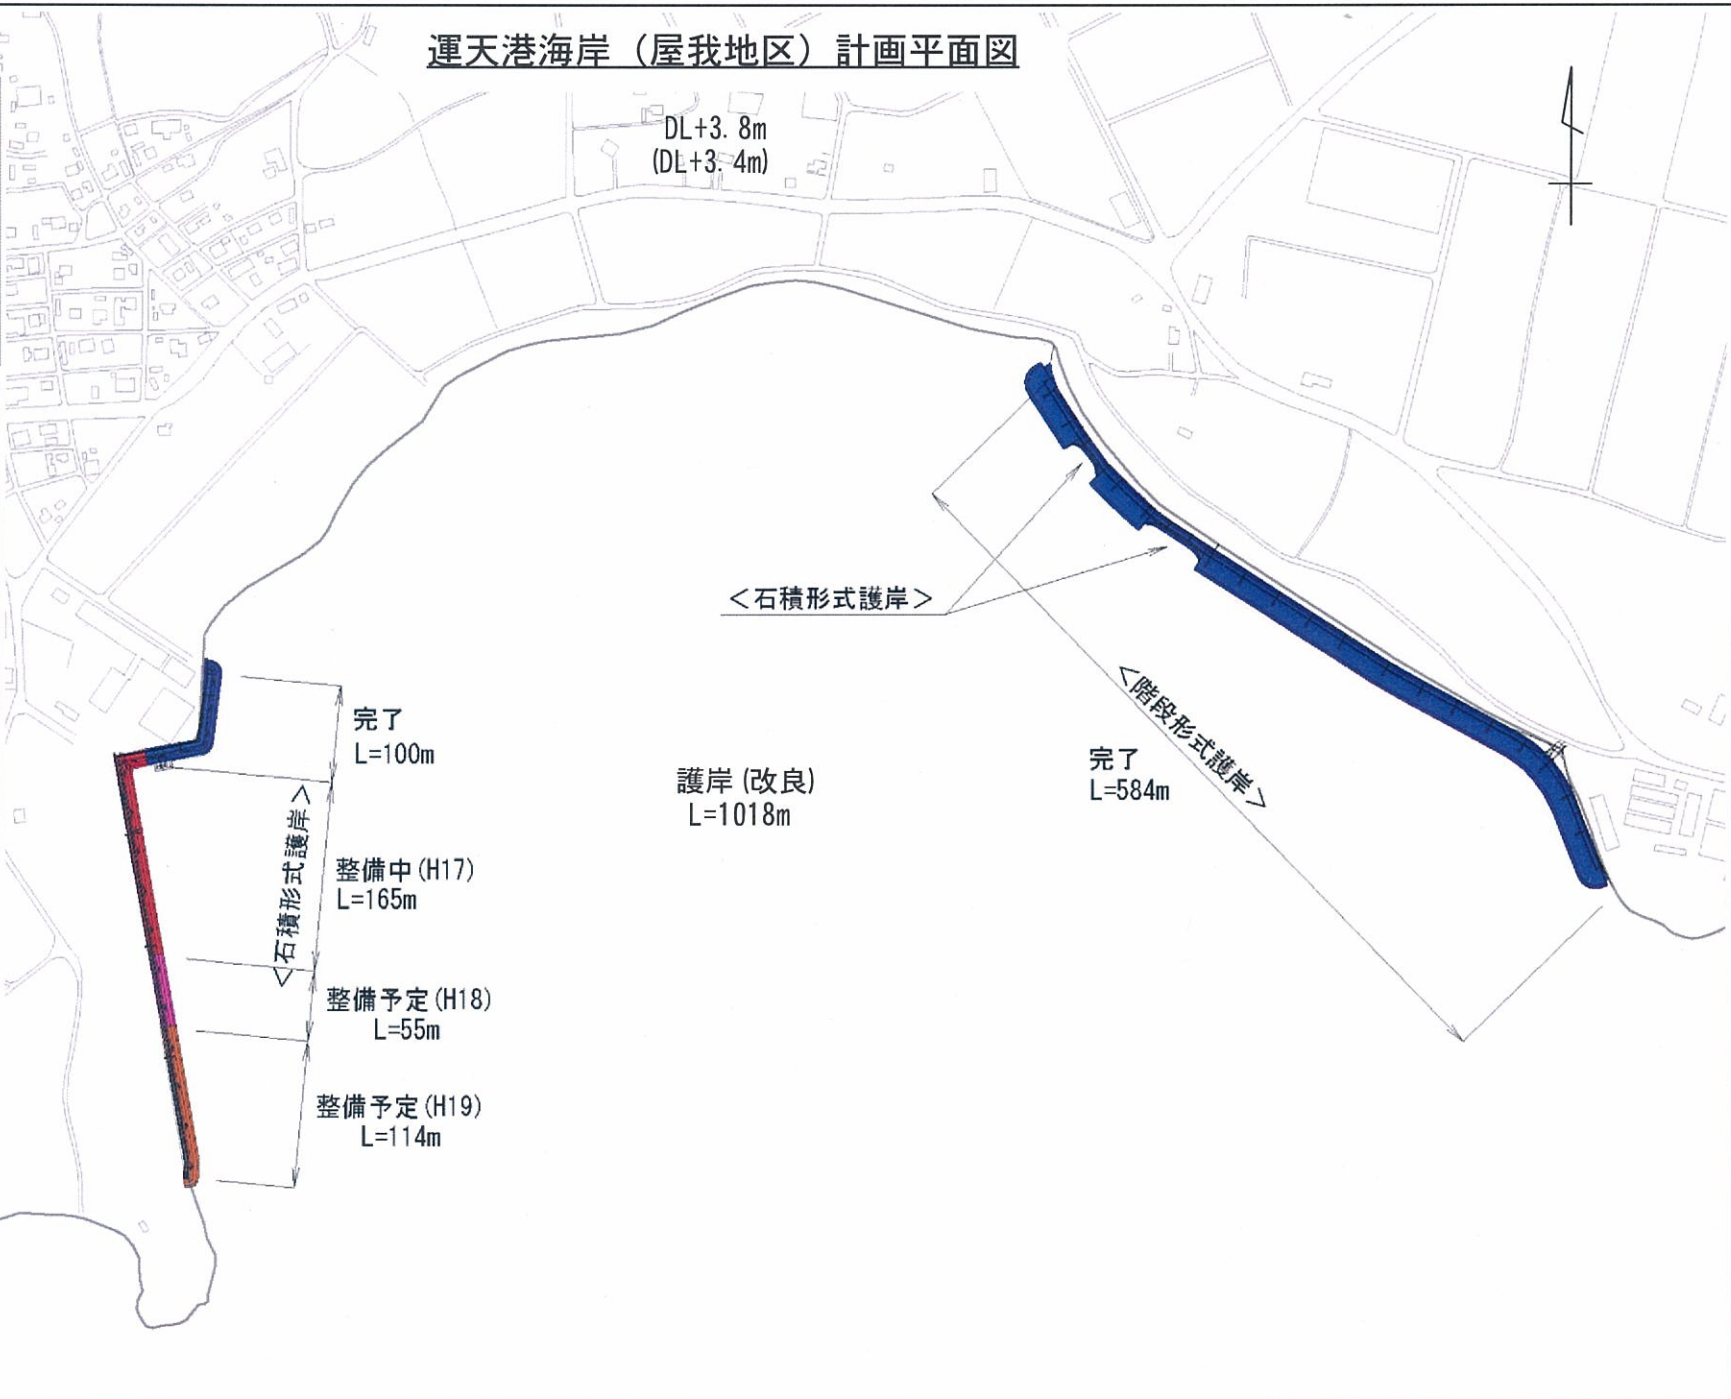 運天港海岸（屋我地区）計画平面図
DL+3.8m
(DL+3.4m)
＜石積形式護岸＞
＜階段形式護岸＞
完了
L=584m
護岸(改良)
L=1018m
完了
L=100m
＜石積形式護岸＞
整備中(H17)
L=165m
整備予定(H18)
L=55m
整備予定(H19)
L=114m